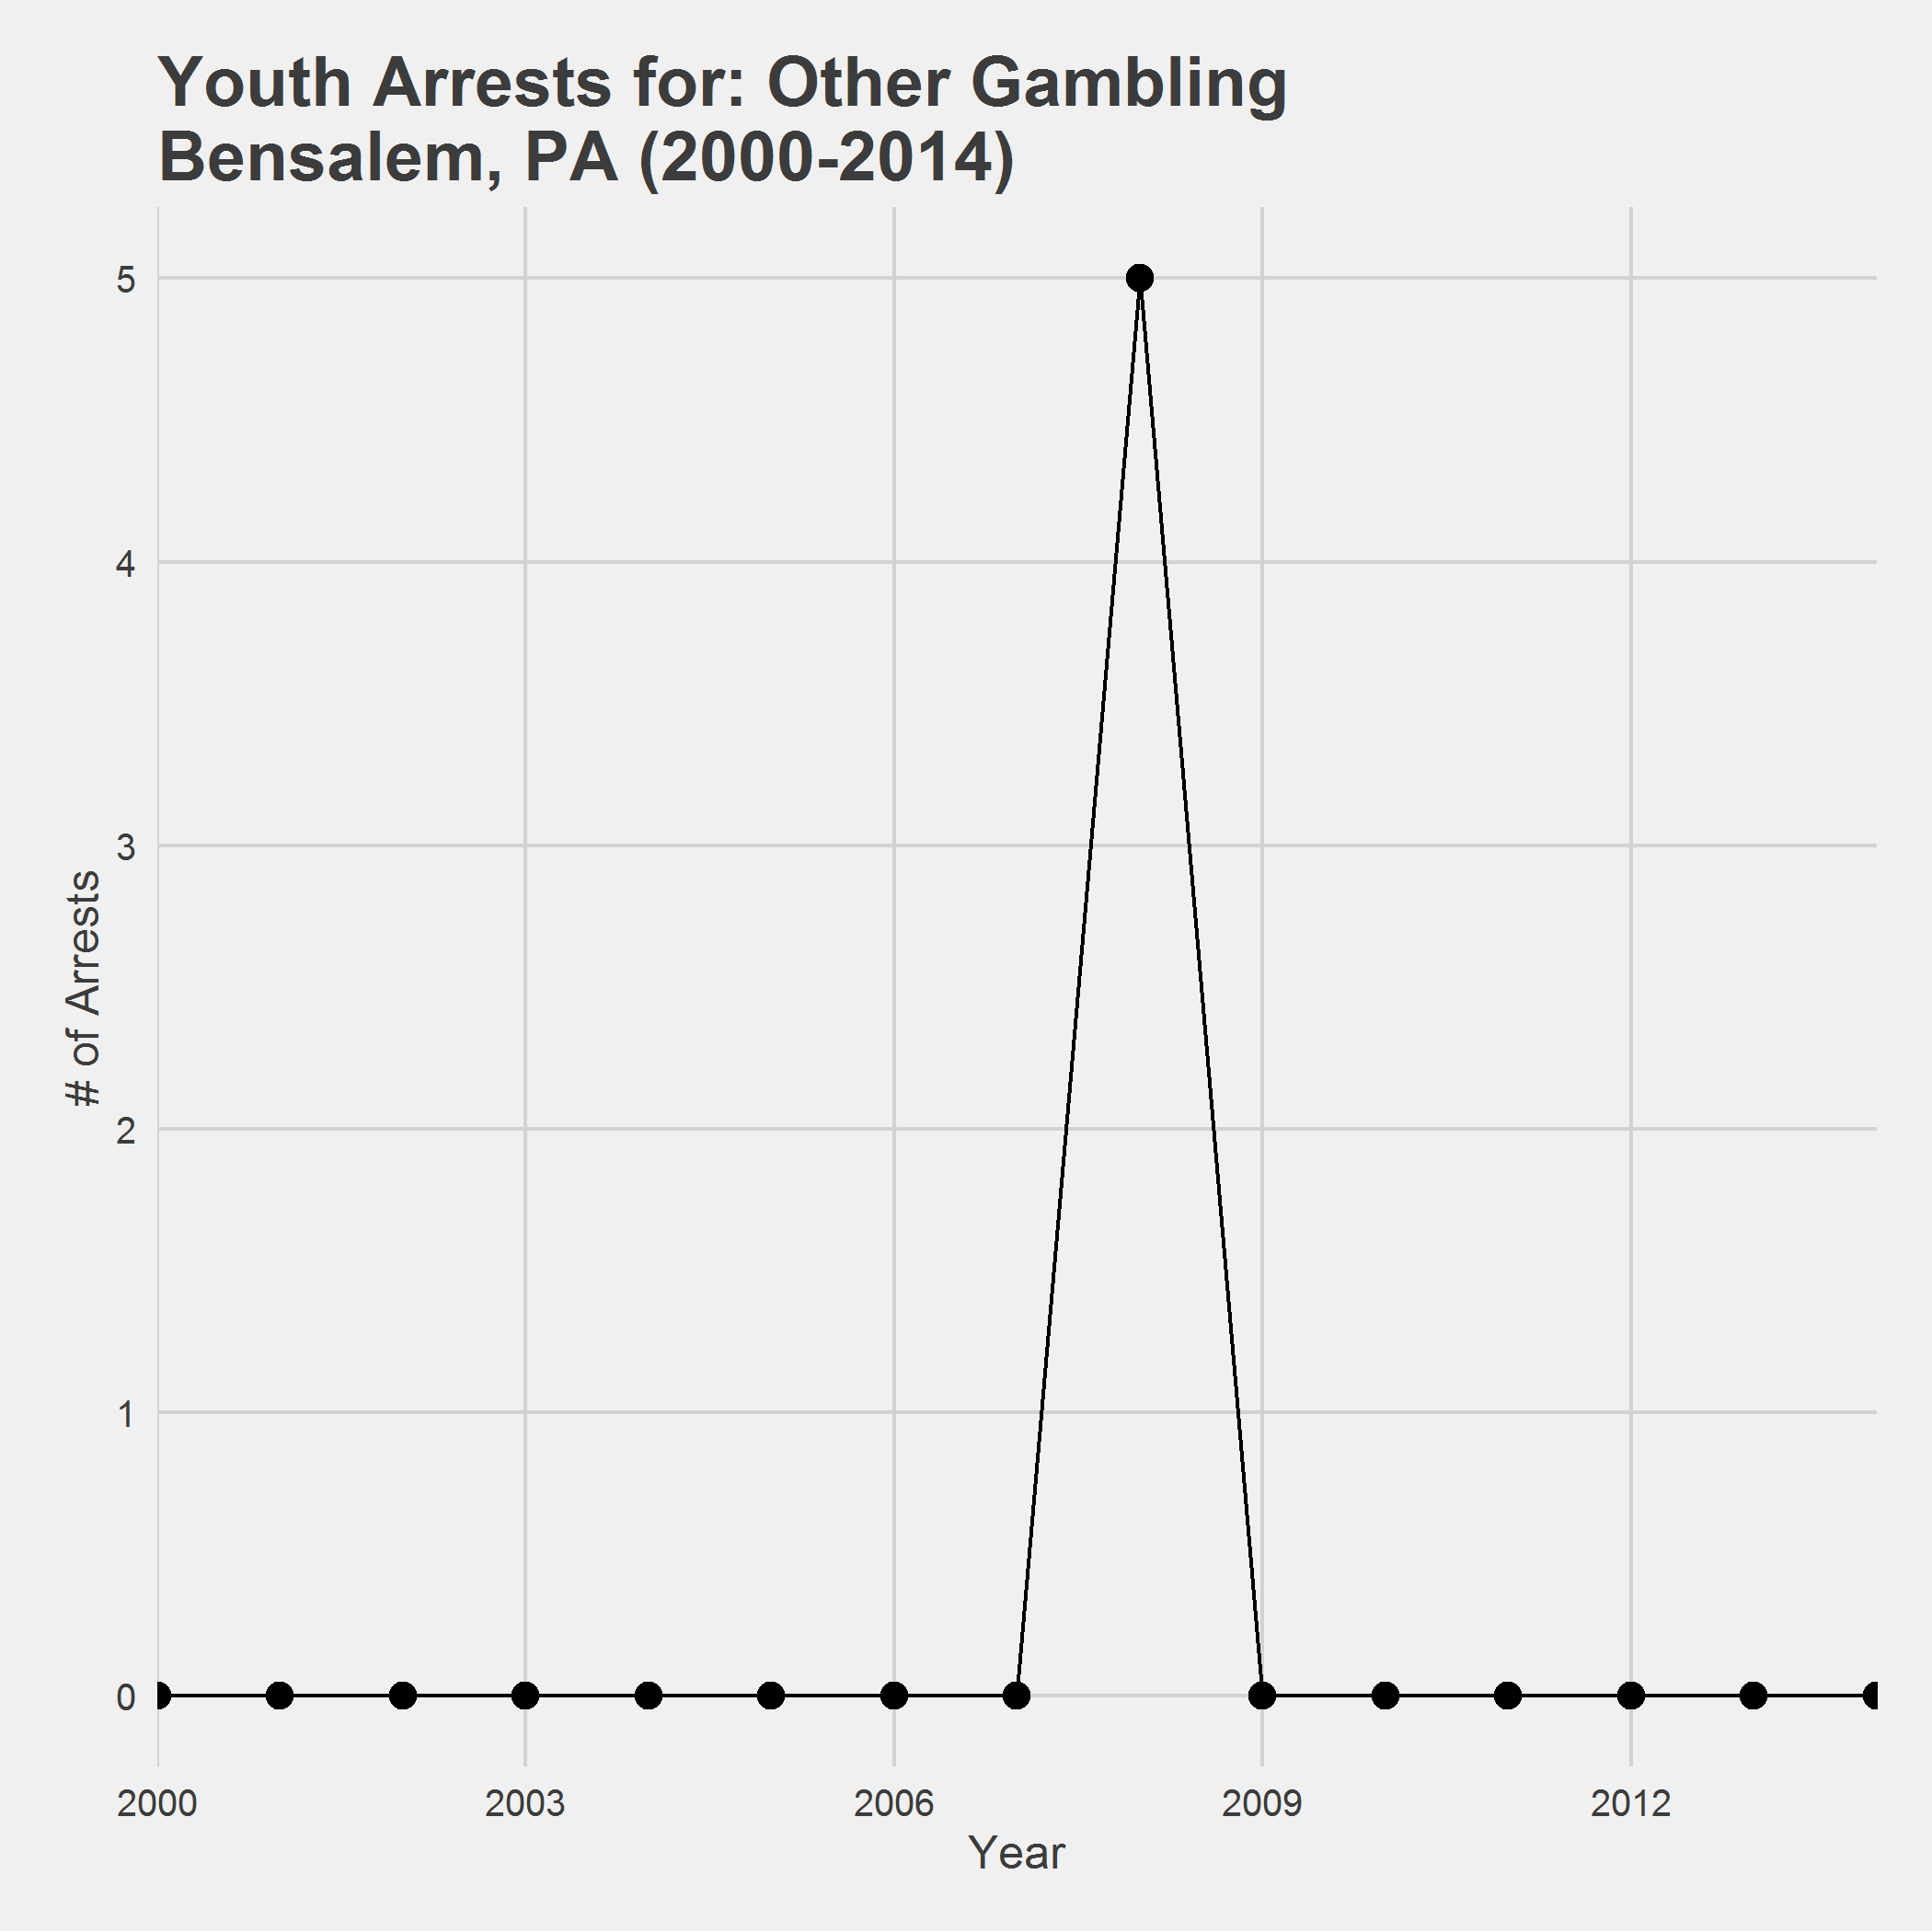 Youth Arrests for: Other Gambling
Bensalem, PA (2000-2014)
5
4
3
2
1
0
# of Arrests
2000 2003 2006 2009 2012
Year